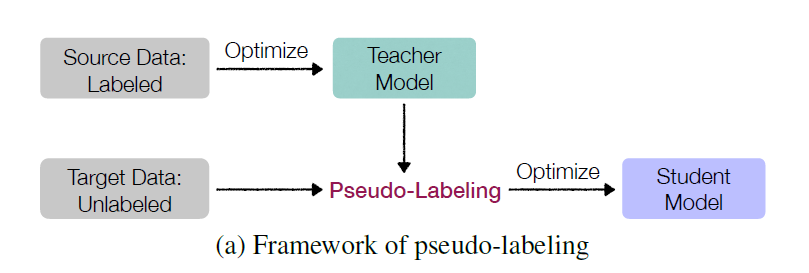 Source Data:
Labeled
Optimize
Teacher
Model
Target Data:
Unlabeled
Pseudo-Labeling
Optimize
Student
Model
(a) Framework of pseudo-labeling